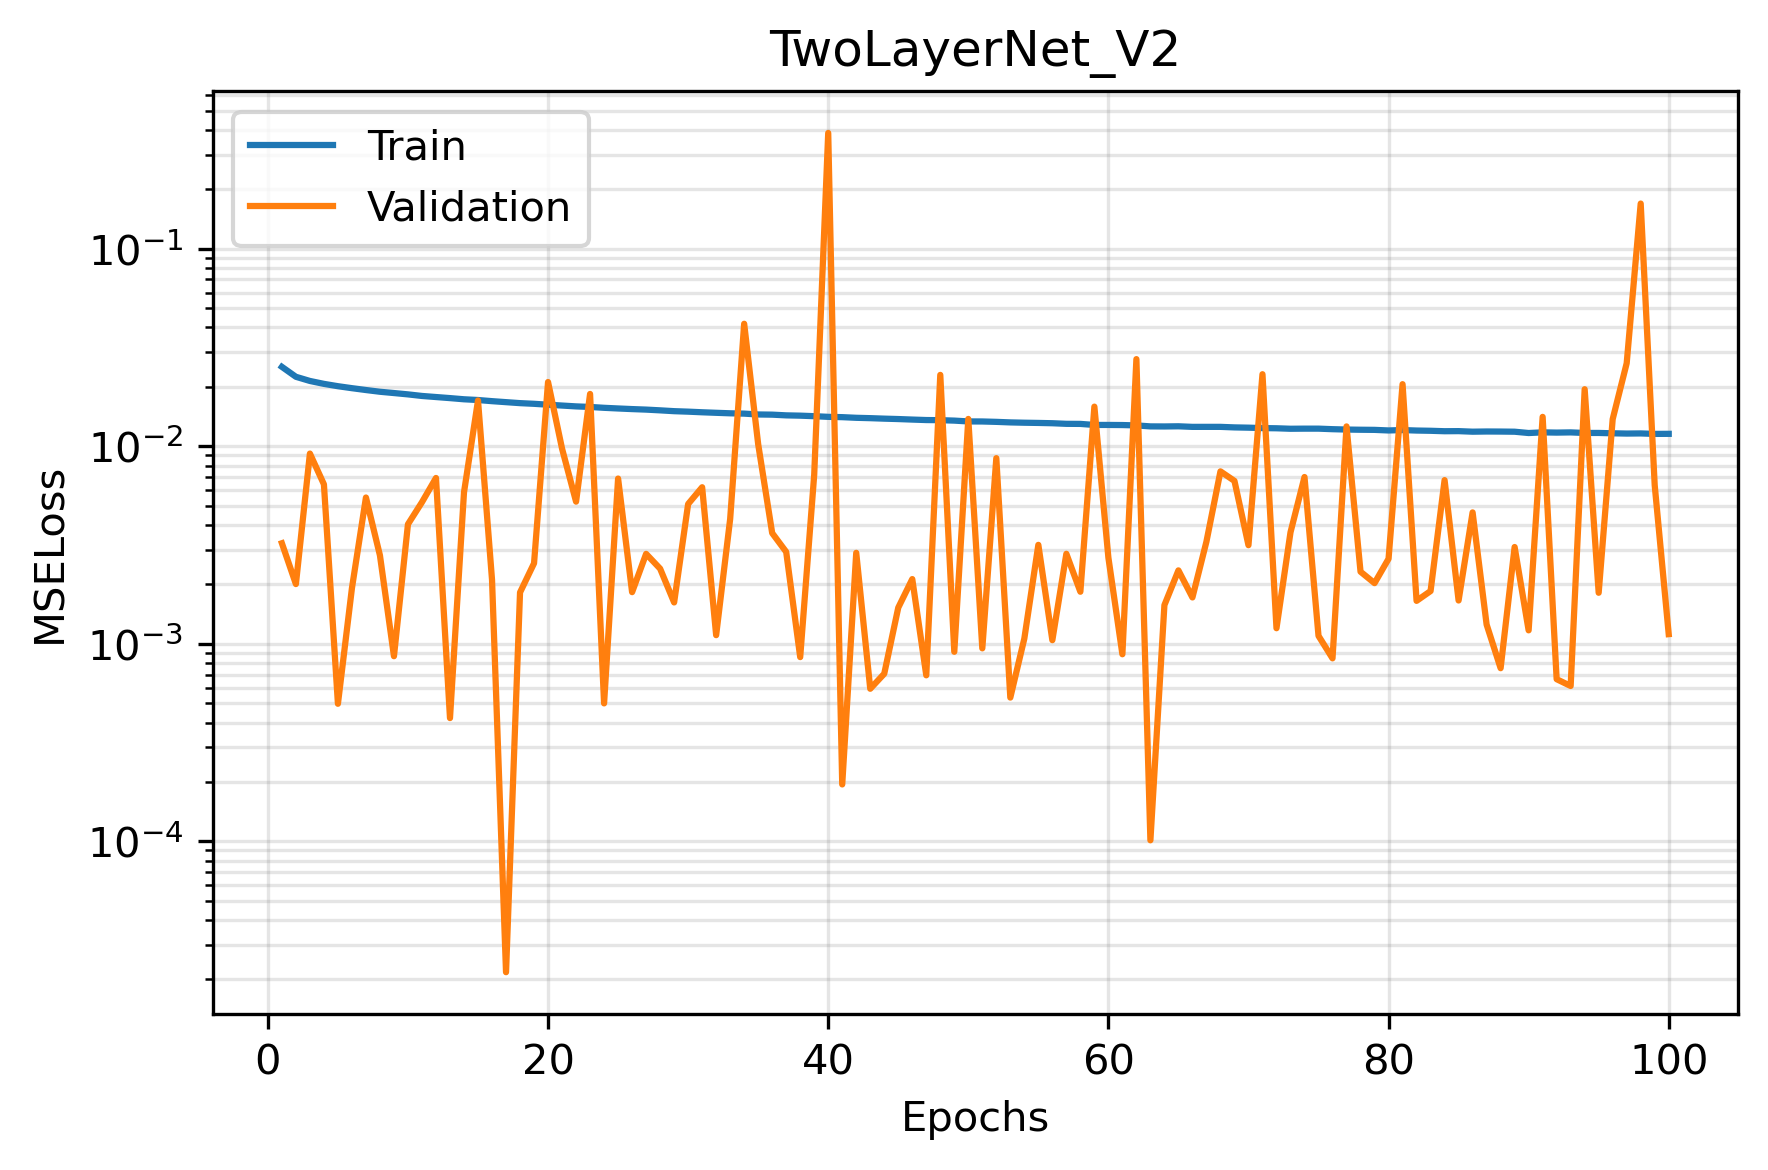 TwoLayerNet_V2
Train
Validation
10⁻¹
10⁻²
10⁻³
10⁻⁴
MSELoss
0 20 40 60 80 100
Epochs